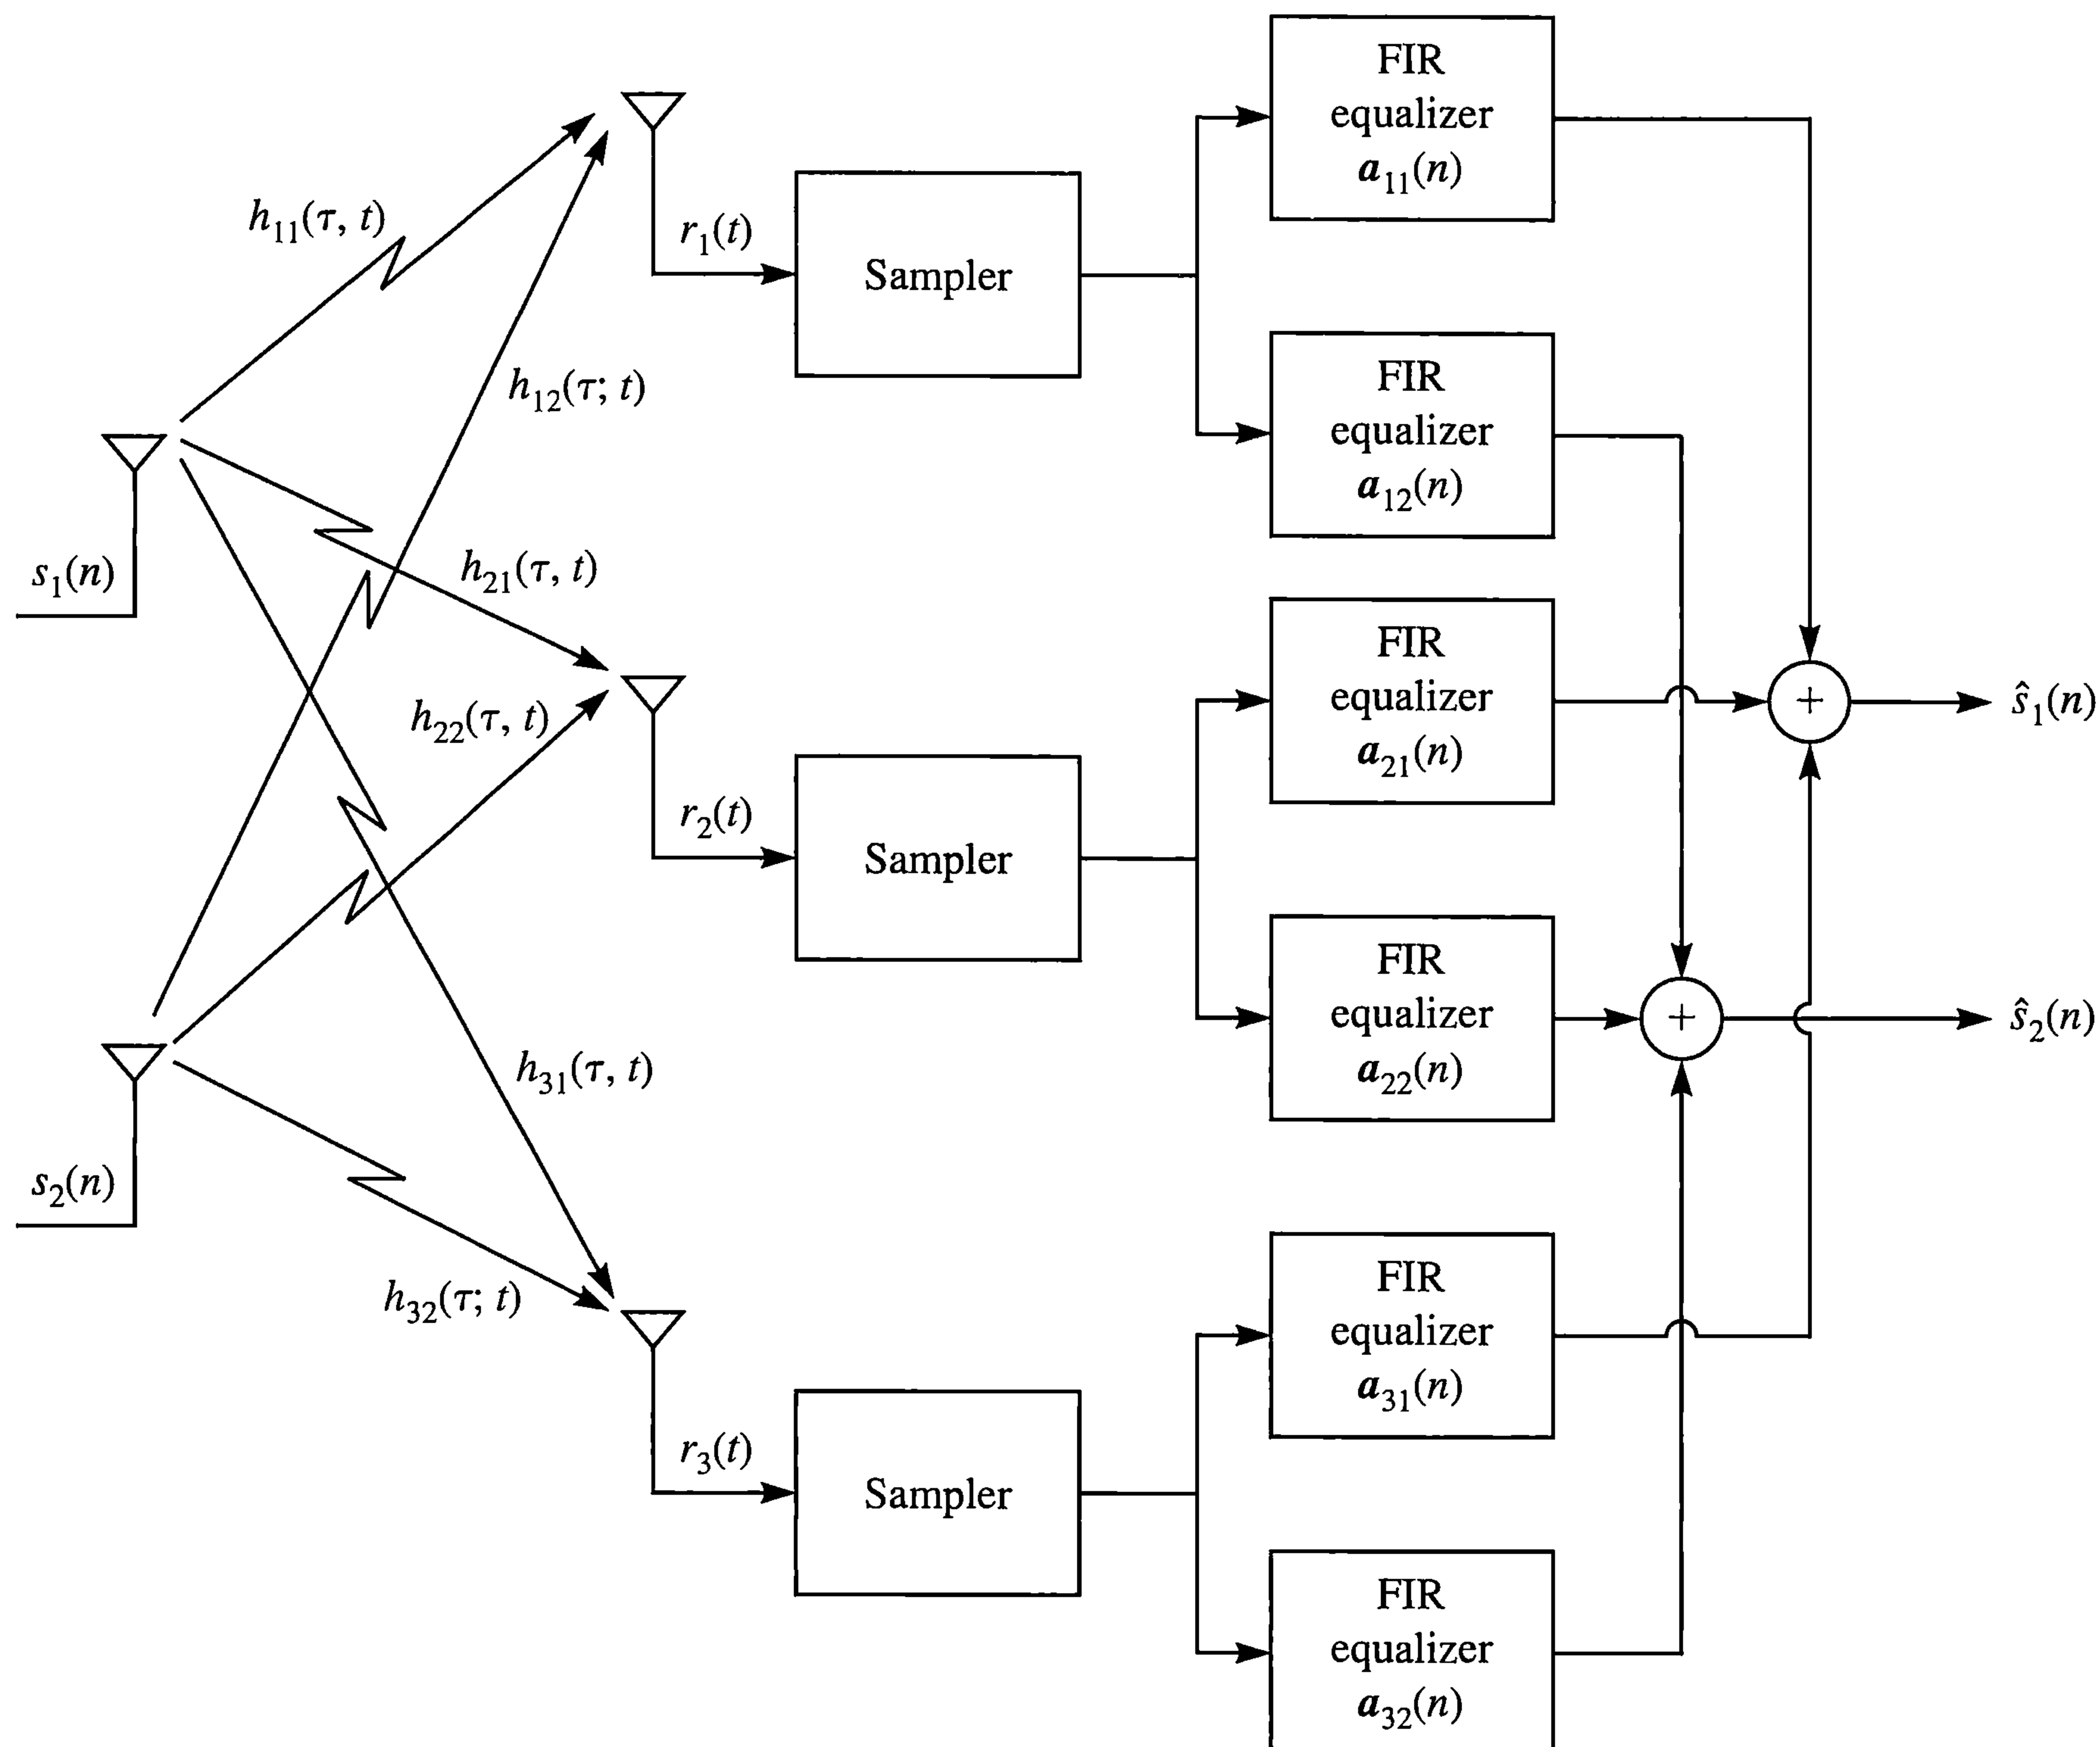 FIR
equalizer
a₁₁(n)
h₁₁(τ, t)
r₁(t)
Sampler
h₁₂(τ; t)
FIR
equalizer
a₁₂(n)
s₁(n)
h₂₁(τ, t)
FIR
equalizer
a₂₁(n)
+
ŝ₁(n)
h₂₂(τ, t)
r₂(t)
Sampler
FIR
equalizer
a₂₂(n)
+
ŝ₂(n)
h₃₁(τ, t)
s₂(n)
h₃₂(τ; t)
FIR
equalizer
a₃₁(n)
r₃(t)
Sampler
FIR
equalizer
a₃₂(n)